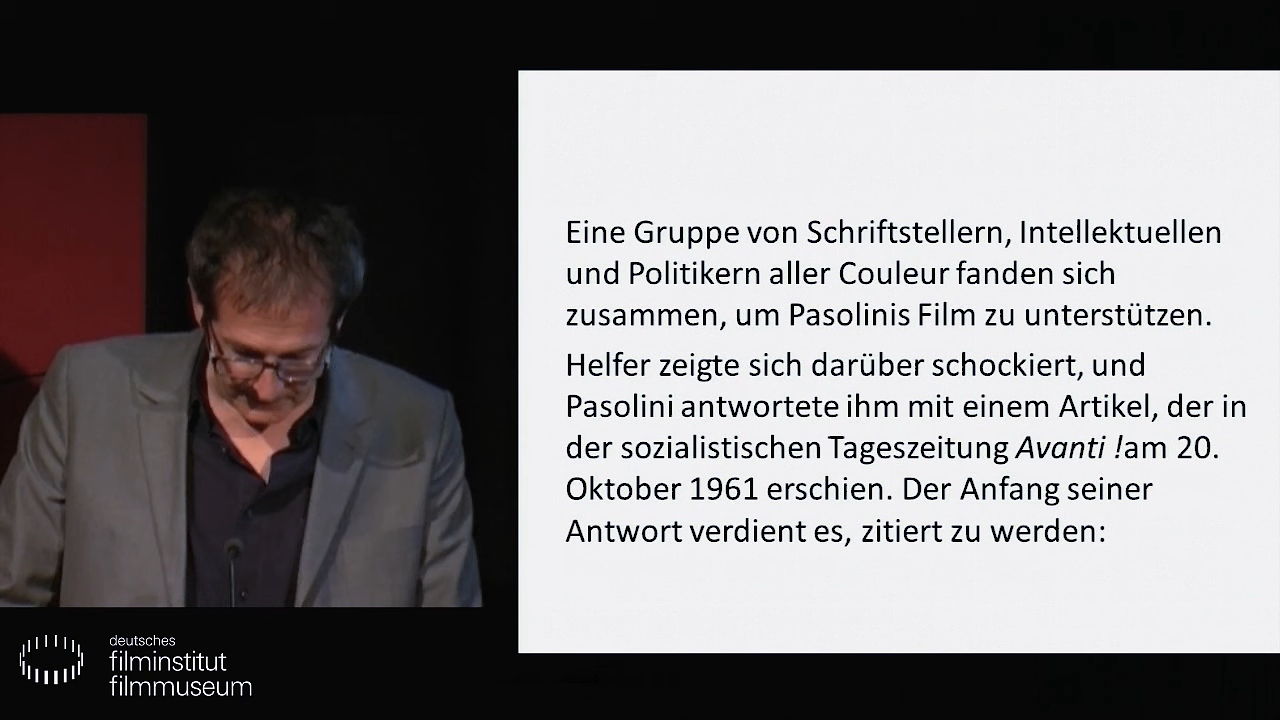 Eine Gruppe von Schriftstellern, Intellektuellen
und Politikern aller Couleur fanden sich
zusammen, um Pasolinis Film zu unterstützen.
Helfer zeigte sich darüber schockiert, und
Pasolini antwortete ihm mit einem Artikel, der in
der sozialistischen Tageszeitung Avanti !am 20.
Oktober 1961 erschien. Der Anfang seiner
Antwort verdient es, zitiert zu werden:
deutsches
filminstitut
filmmuseum